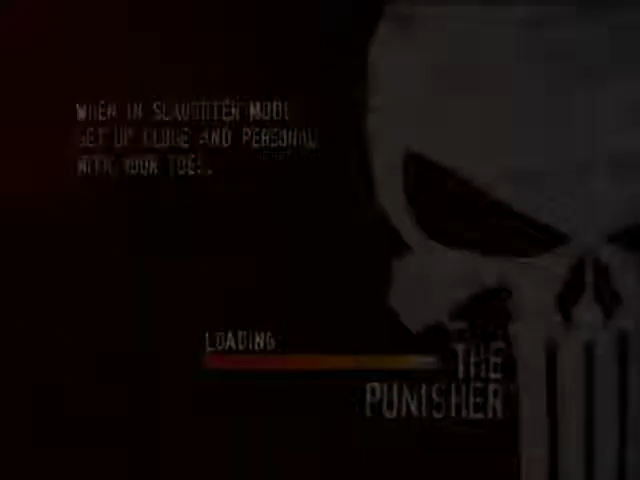 WHEN IN SLAUGHTER MODE
GET UP CLOSE AND PERSONAL
WITH YOUR FOES.
LOADING
THE
PUNISHER